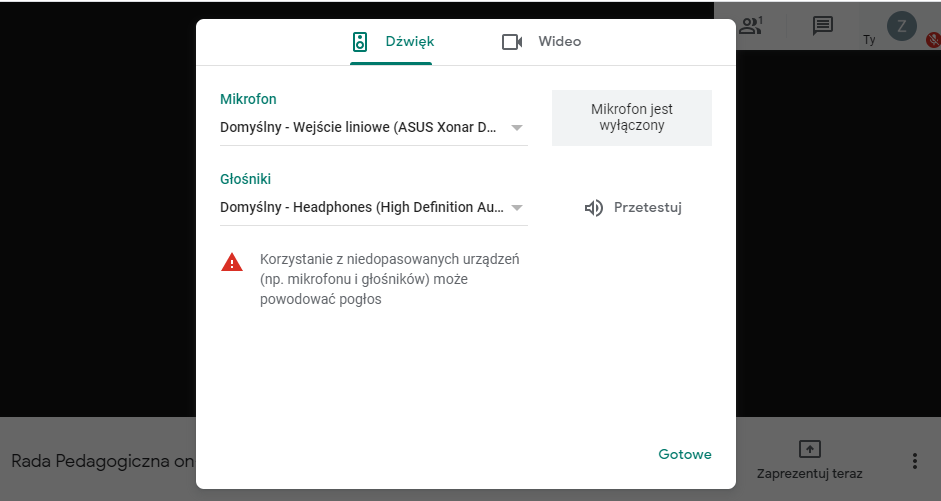 Dźwięk
Wideo
1
Ty
Z
Mikrofon
Domyślny - Wejście liniowe (ASUS Xonar D...
Mikrofon jest
wyłączony
Głośniki
Domyślny - Headphones (High Definition Au...
Przetestuj
Korzystanie z niedopasowanych urządzeń
(np. mikrofonu i głośników) może
powodować pogłos
Gotowe
Rada Pedagogiczna on
Zaprezentuj teraz